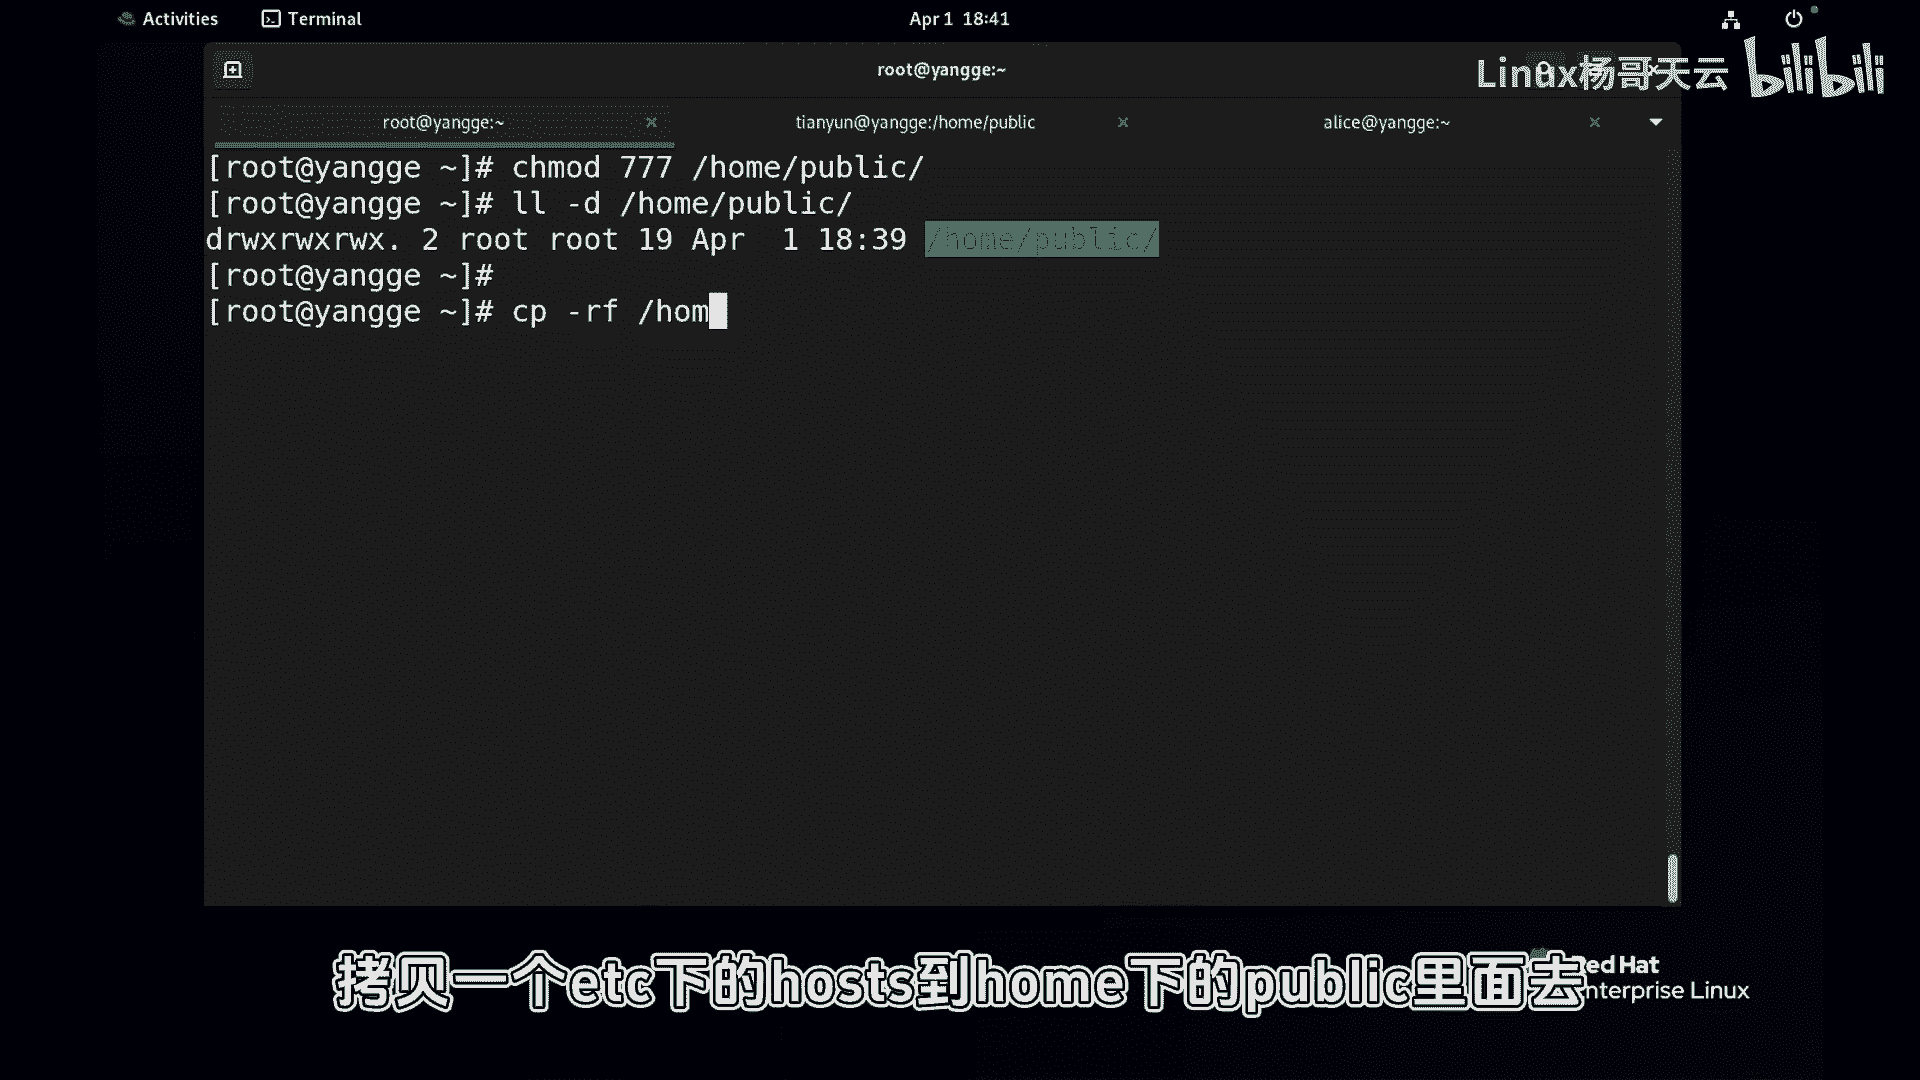 Activities
Terminal
Apr 1 18:41
root@yangge:~
Linux杨哥天云 bilibili
root@yangge:~
tianyun@yangge:/home/public
alice@yangge:~
[root@yangge ~]# chmod 777 /home/public/
[root@yangge ~]# ll -d /home/public/
drwxrwxrwx. 2 root root 19 Apr  1 18:39 /home/public/
[root@yangge ~]#
[root@yangge ~]# cp -rf /hom
拷贝一个etc下的hosts到home下的public里面去
Red Hat
Enterprise Linux